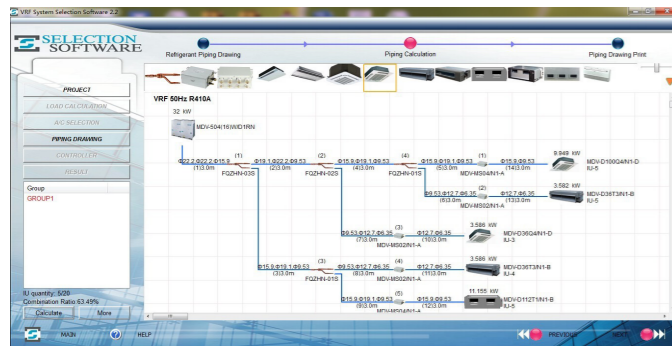 VRF System Selection Software 2.2
SELECTION
SOFTWARE
Refrigerant Piping Drawing
Piping Calculation
Piping Drawing Print
PROJECT
LOAD CALCULATION
A/C SELECTION
PIPING DRAWING
CONTROLLER
RESULT
Group
GROUP1
IU quantity: 5/20
Combination Ratio:63.49%
Calculate More
VRF 50Hz R410A
32 kW
MDV-504(16)W/D1RN
(1) (2) (4) (1) 9.949 kW
Φ22.2,Φ22.2,Φ15.9 Φ19.1,Φ22.2,Φ9.53 Φ15.9,Φ19.1,Φ9.53 Φ15.9,Φ19.1,Φ9.53 Φ15.9,Φ9.53 MDV-D100Q4/N1-D
(1)3.0m (2)3.0m (4)3.0m (5)3.0m (14)3.0m IU-5
FQZHN-03S FQZHN-02S FQZHN-01S MDV-MS04/N1-A
(2) 3.582 kW
Φ9.53,Φ12.7,Φ6.35 Φ12.7,Φ6.35 MDV-D36T3/N1-B
(6)3.0m (13)3.0m IU-5
MDV-MS02/N1-A
(3) 3.586 kW
Φ9.53,Φ12.7,Φ6.35 Φ12.7,Φ6.35 MDV-D36Q4/N1-D
(7)3.0m (10)3.0m IU-3
MDV-MS02/N1-A
(3) (4) 3.586 kW
Φ15.9,Φ19.1,Φ9.53 Φ9.53,Φ12.7,Φ6.35 Φ12.7,Φ6.35 MDV-D36T3/N1-B
(3)3.0m (8)3.0m (11)3.0m IU-4
FQZHN-01S MDV-MS02/N1-A
(5) 11.155 kW
Φ15.9,Φ19.1,Φ9.53 Φ15.9,Φ9.53 MDV-D112T1/N1-B
(9)3.0m (12)3.0m IU-5
MDV-MS04/N1-A
MAIN HELP PREVIOUS NEXT